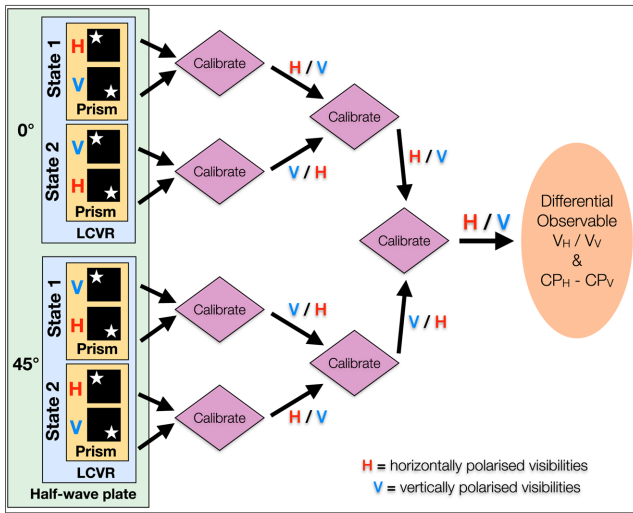 State 1
H
V
Prism
0°
State 2
V
H
Prism
LCVR
Calibrate
H / V
Calibrate
V / H
Calibrate
H / V
Calibrate
H / V
Differential
Observable
V_H / V_V
&
CP_H - CP_V
45°
State 1
V
H
State 2
H
V
Prism
LCVR
Half-wave plate
Calibrate
V / H
Calibrate
H / V
Calibrate
V / H
H = horizontally polarised visibilities
V = vertically polarised visibilities